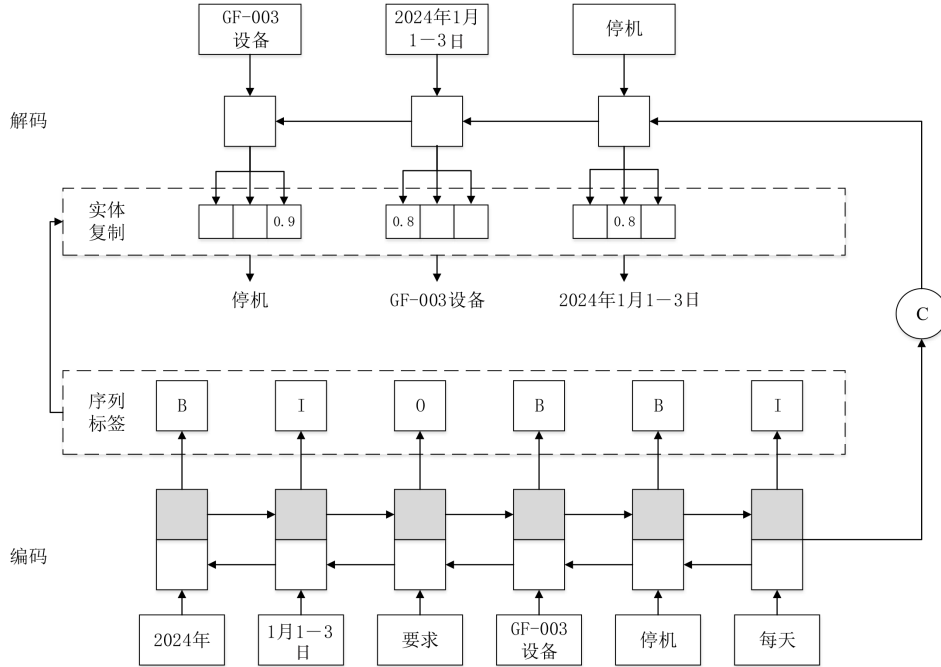 GF-003
设备
2024年1月
1－3日
停机
解码
实体
复制
0.9
0.8
0.8
停机
GF-003设备
2024年1月1－3日
C
序列
标签
B
I
O
B
B
I
编码
2024年
1月1－3
日
要求
GF-003
设备
停机
每天